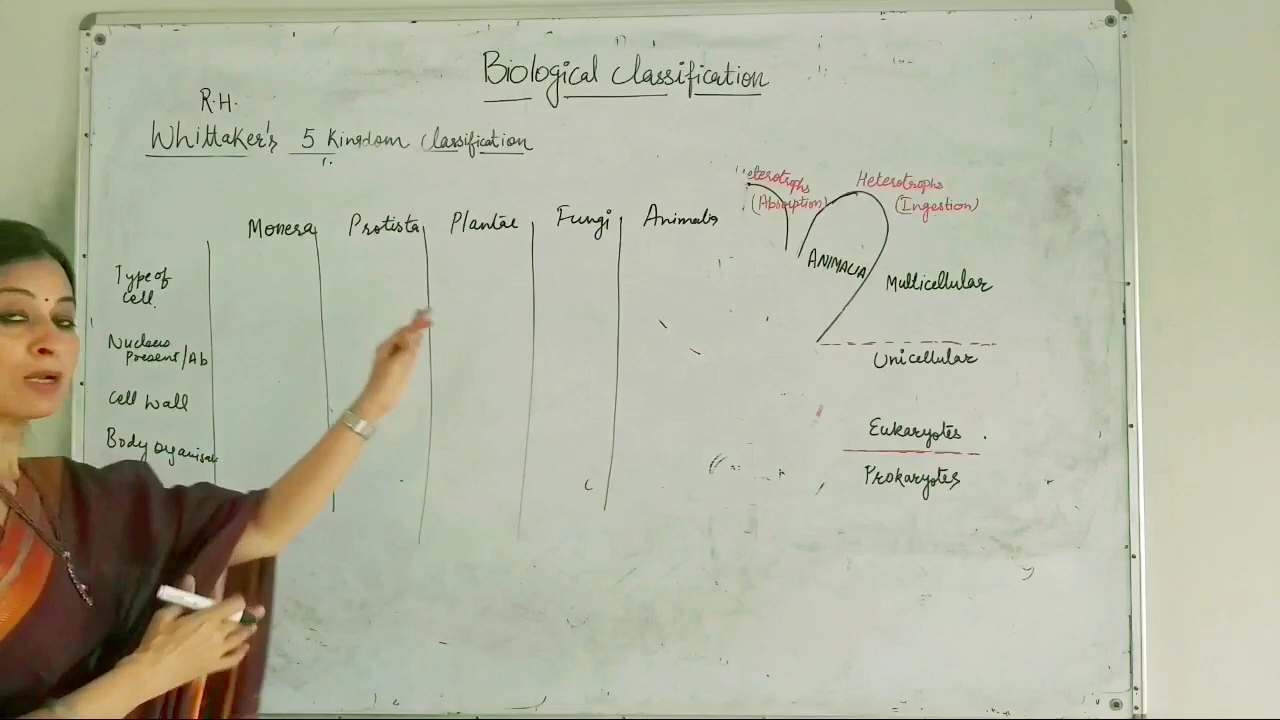 Biological classification
R.H.
Whittaker's 5 Kingdom Classification
Monera Protista Plantae Fungi Animals
Type of
cell.
Nucleus
Present/Ab
Cell wall
Body organisat
Heterotrophs
(Absorption)
Heterotrophs
(Ingestion)
ANIMALIA
Multicellular
Unicellular
Eukaryotes
Prokaryotes